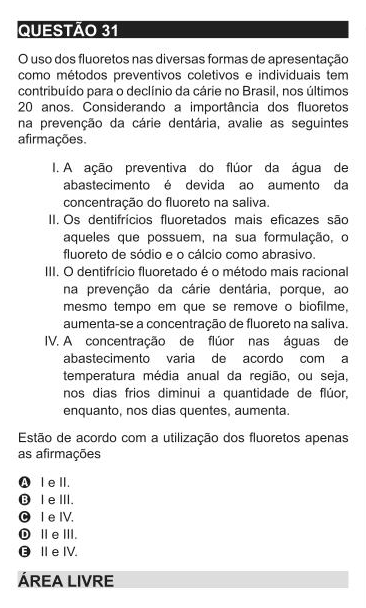 QUESTÃO 31
O uso dos fluoretos nas diversas formas de apresentação
como métodos preventivos coletivos e individuais tem
contribuído para o declínio da cárie no Brasil, nos últimos
20 anos. Considerando a importância dos fluoretos
na prevenção da cárie dentária, avalie as seguintes
afirmações.
I. A ação preventiva do flúor da água de
abastecimento é devida ao aumento da
concentração do fluoreto na saliva.
II. Os dentifrícios fluoretados mais eficazes são
aqueles que possuem, na sua formulação, o
fluoreto de sódio e o cálcio como abrasivo.
III. O dentifrício fluoretado é o método mais racional
na prevenção da cárie dentária, porque, ao
mesmo tempo em que se remove o biofilme,
aumenta-se a concentração de fluoreto na saliva.
IV. A concentração de flúor nas águas de
abastecimento varia de acordo com a
temperatura média anual da região, ou seja,
nos dias frios diminui a quantidade de flúor,
enquanto, nos dias quentes, aumenta.
Estão de acordo com a utilização dos fluoretos apenas
as afirmações
A I e II.
B I e III.
C I e IV.
D II e III.
E II e IV.
ÁREA LIVRE